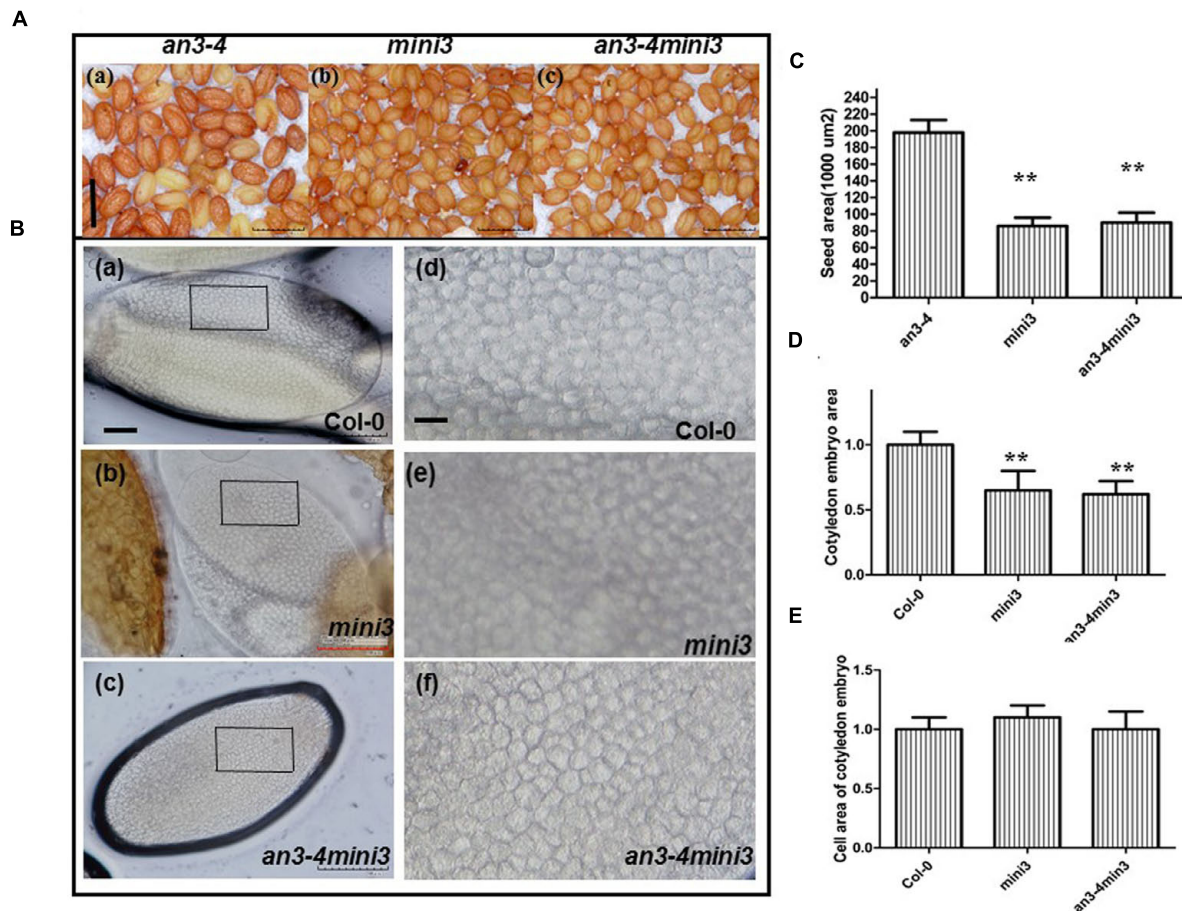 A
an3-4 mini3 an3-4mini3
(a) (b) (c)
B
(a) (d)
Col-0 Col-0
(b) (e)
mini3 mini3
(c) (f)
an3-4mini3 an3-4mini3
C
Seed area(1000 um2)
240
220
200
180
160
140
120
100
80
60
40
20
0
** **
an3-4 mini3 an3-4mini3
D
Cotyledon embryo area
1.0
0.5
0.0
** **
Col-0 mini3 an3-4min3
E
Cell area of cotyledon embryo
1.5
1.0
0.5
0.0
Col-0 mini3 an3-4min3